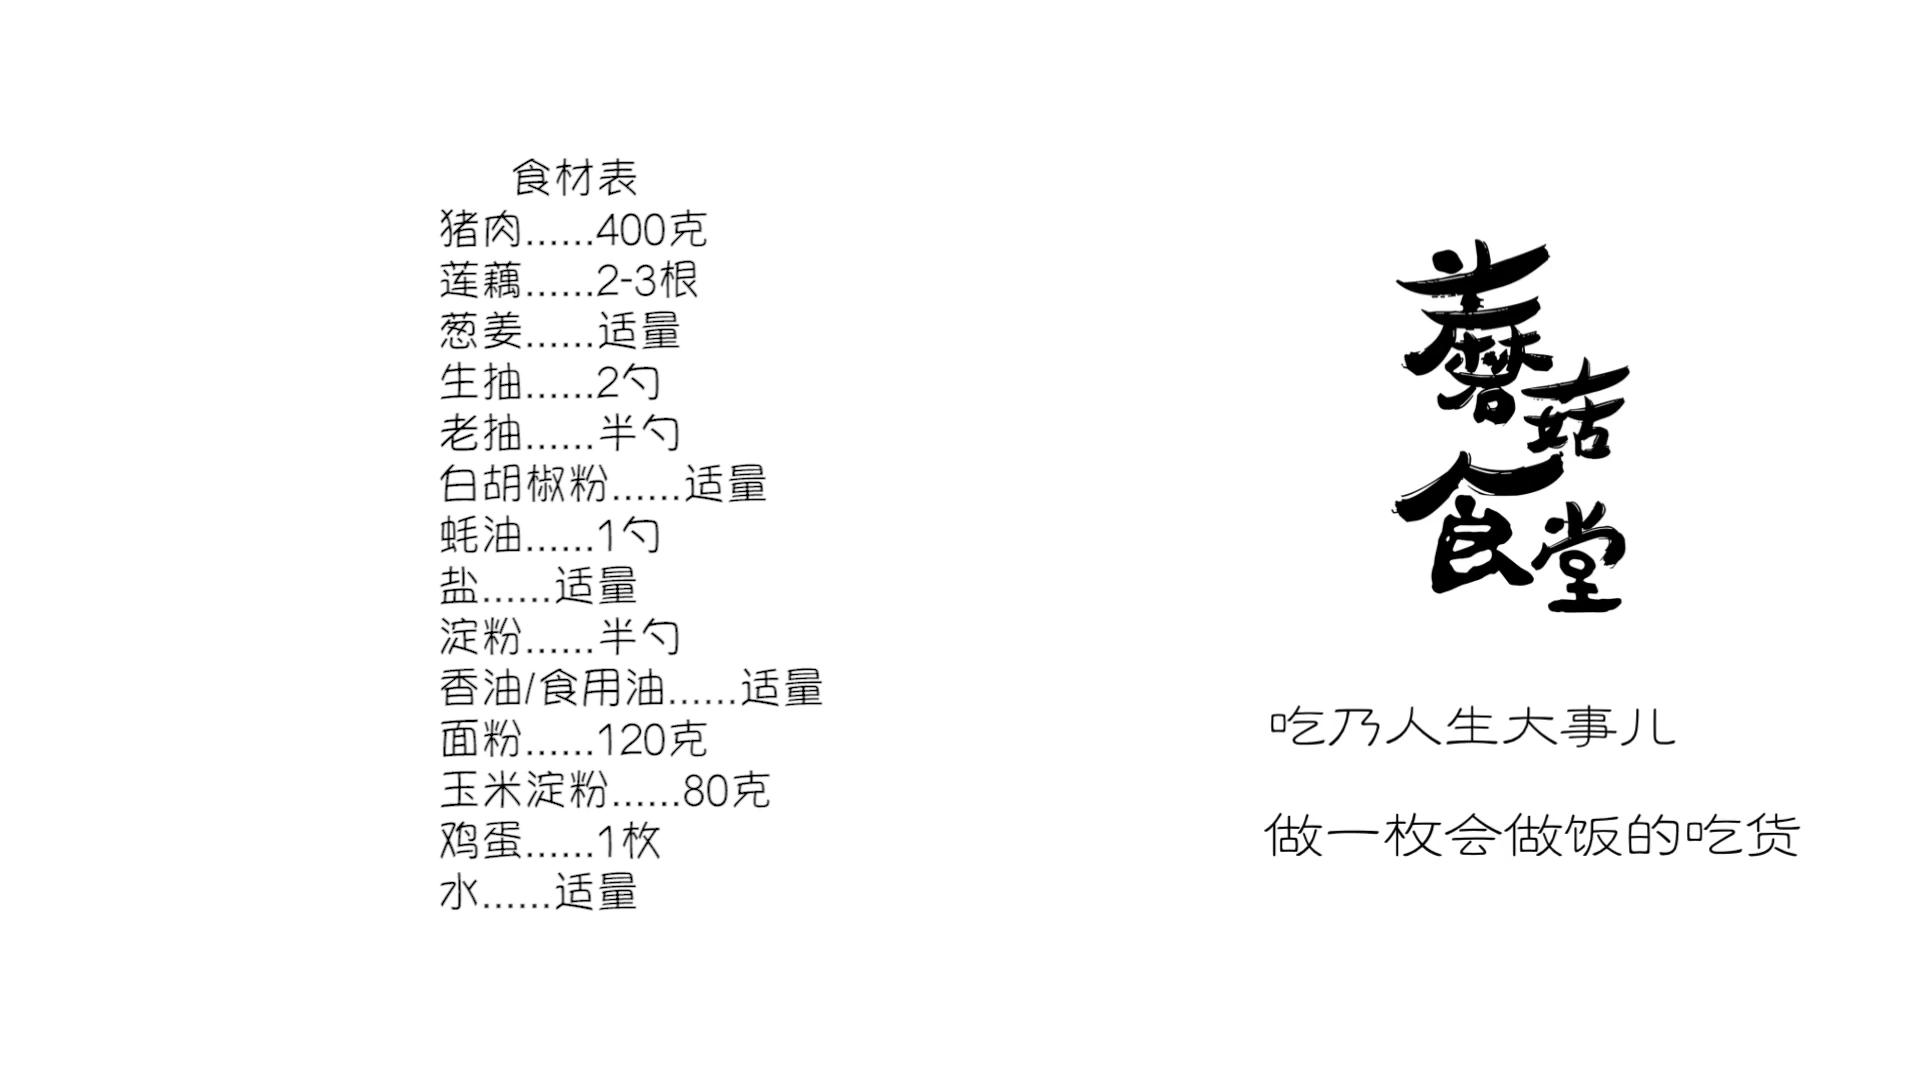 食材表
猪肉......400克
莲藕......2-3根
葱姜......适量
生抽......2勺
老抽......半勺
白胡椒粉......适量
蚝油......1勺
盐......适量
淀粉......半勺
香油/食用油......适量
面粉......120克
玉米淀粉......80克
鸡蛋......1枚
水......适量
蘑菇
食堂
吃乃人生大事儿
做一枚会做饭的吃货